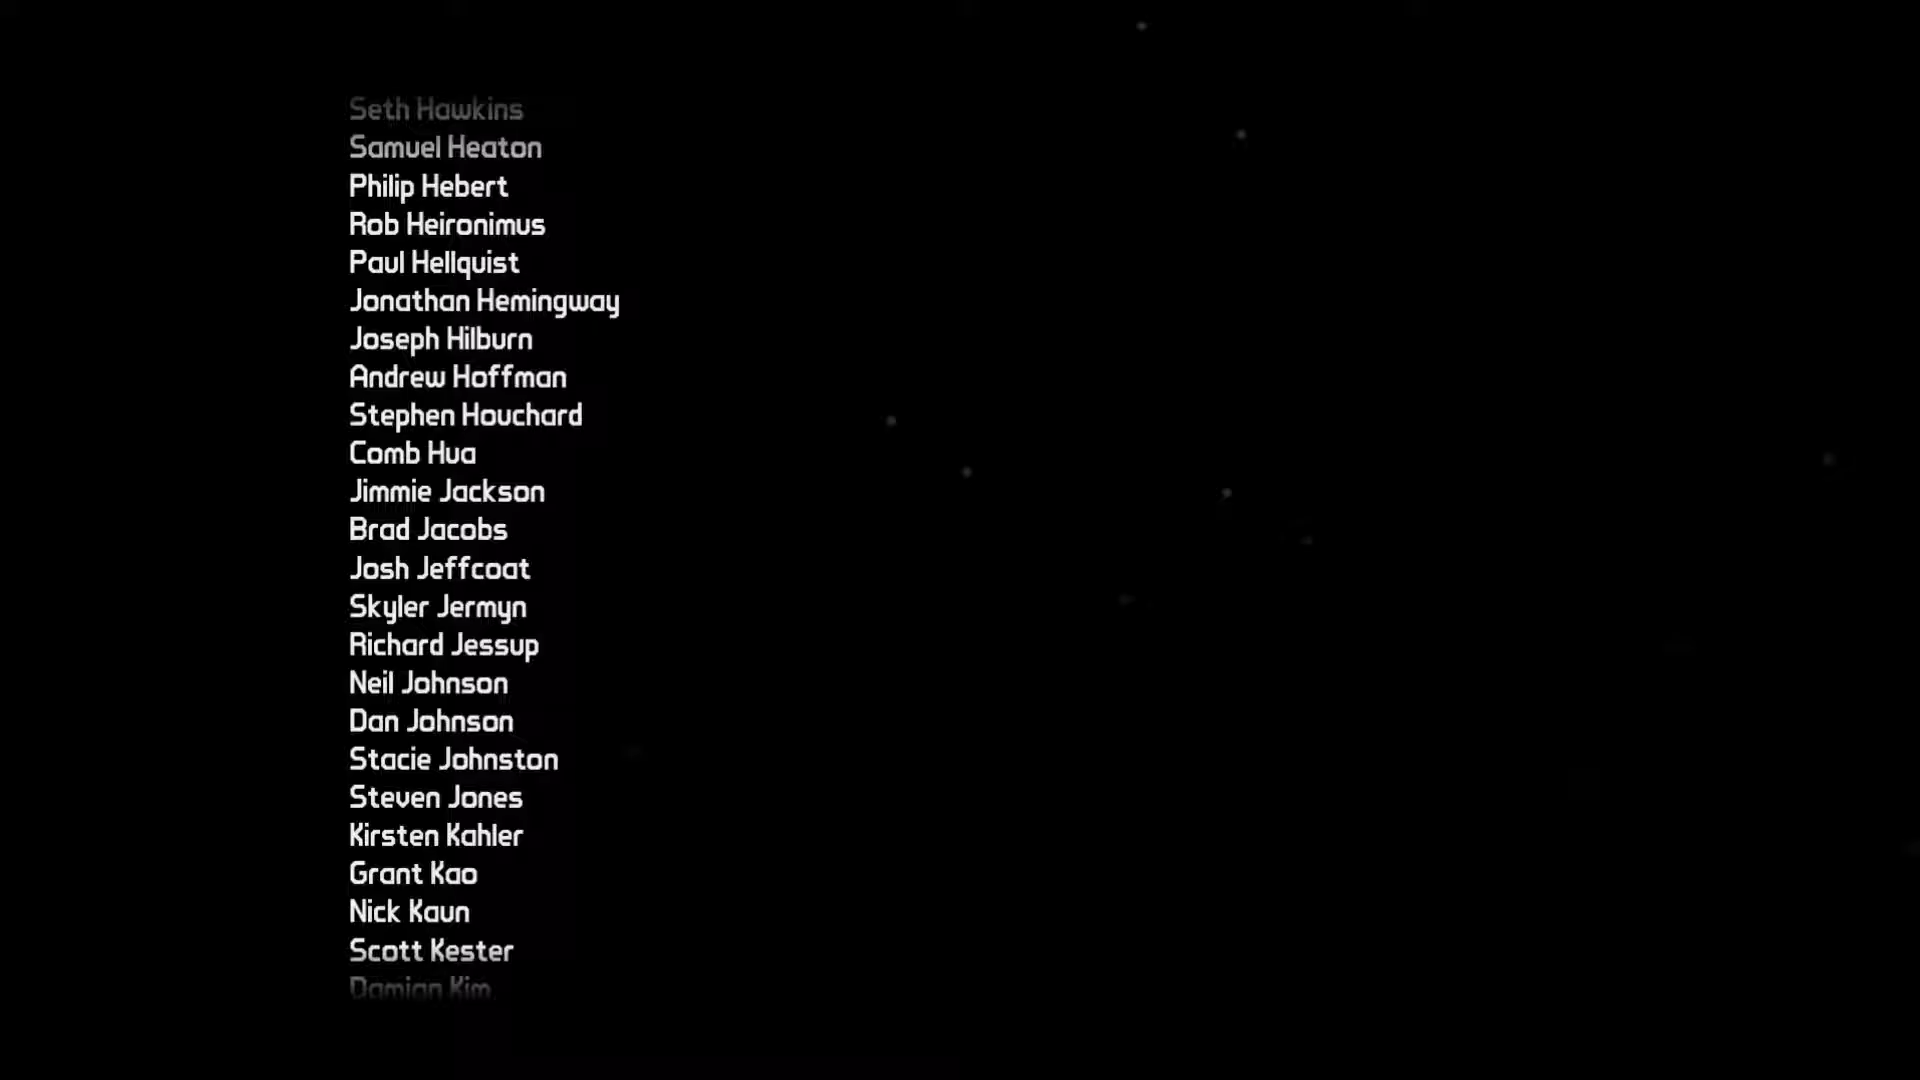 Seth Hawkins
Samuel Heaton
Philip Hebert
Rob Heironimus
Paul Hellquist
Jonathan Hemingway
Joseph Hilburn
Andrew Hoffman
Stephen Houchard
Comb Hua
Jimmie Jackson
Brad Jacobs
Josh Jeffcoat
Skyler Jermyn
Richard Jessup
Neil Johnson
Dan Johnson
Stacie Johnston
Steven Jones
Kirsten Kahler
Grant Kao
Nick Kaun
Scott Kester
Damian Kim